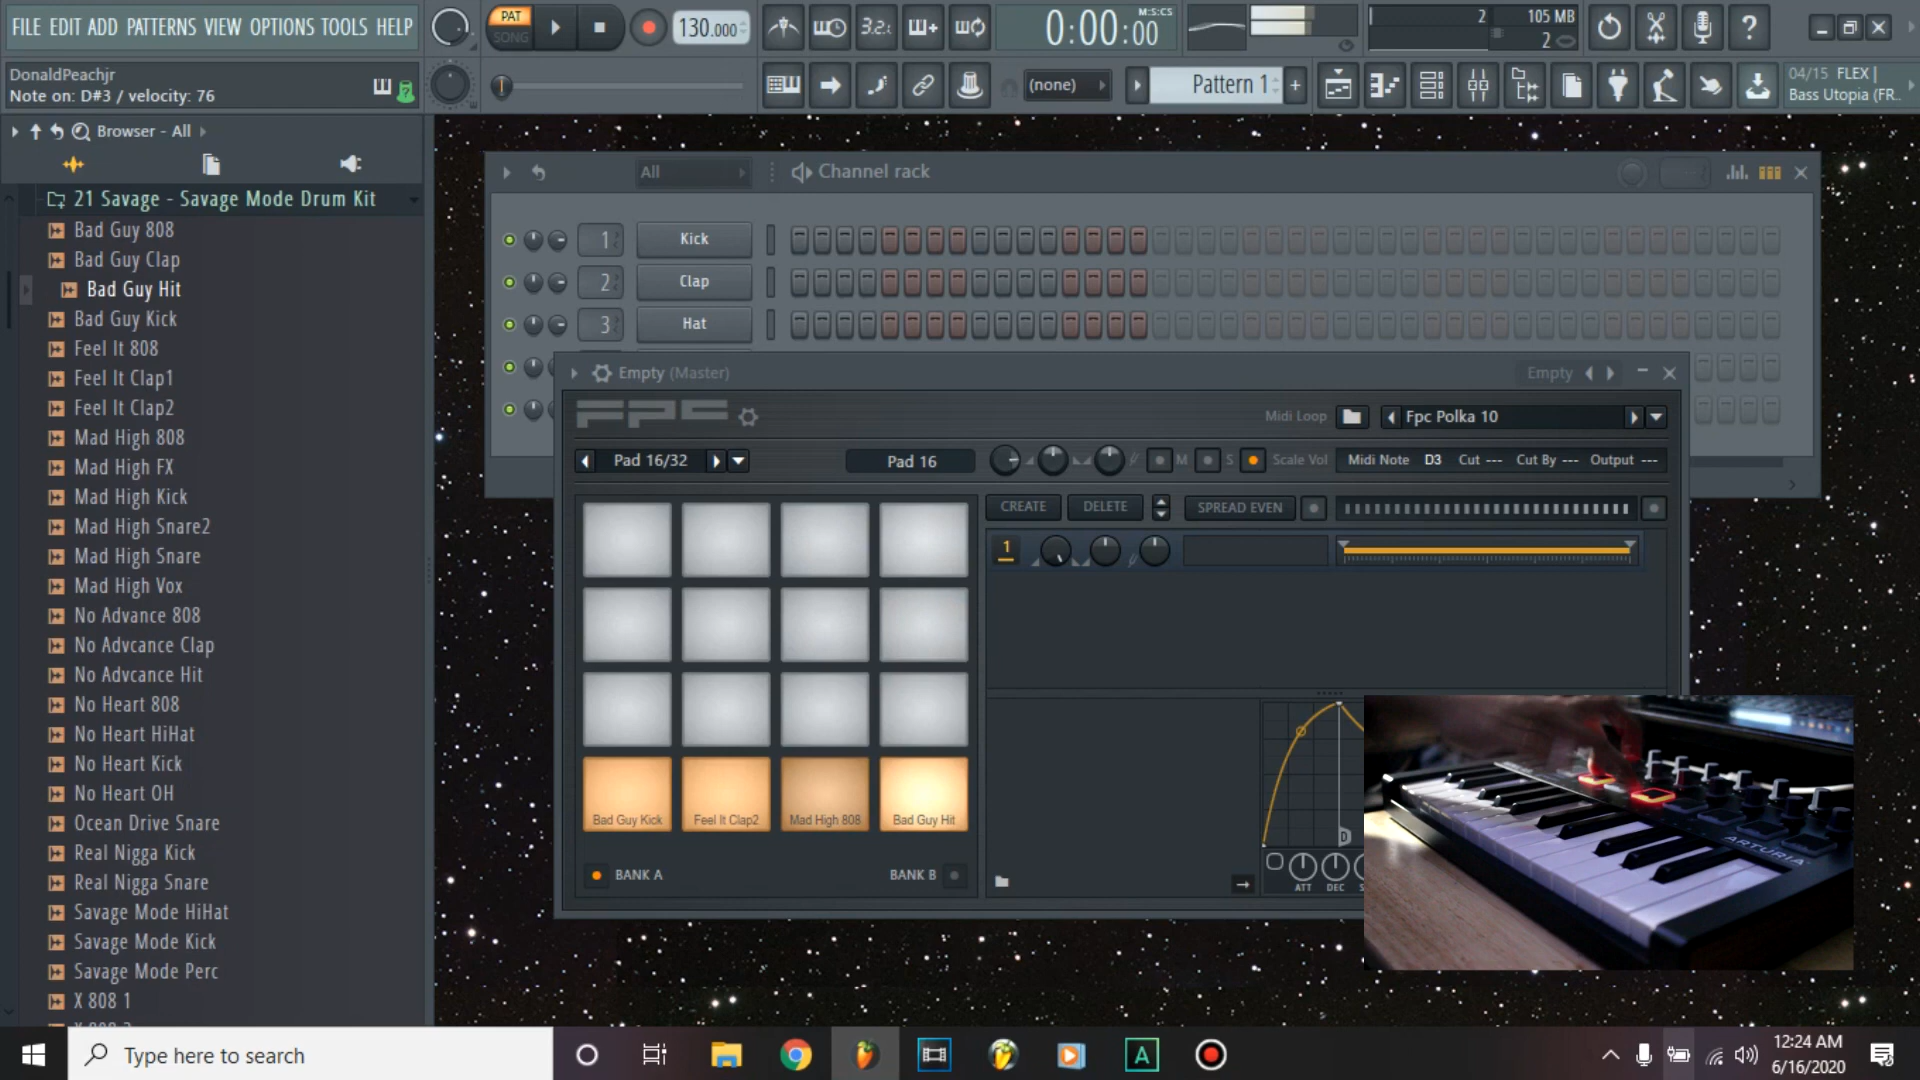 FILE EDIT ADD PATTERNS VIEW OPTIONS TOOLS HELP
PAT
SONG
130.000
3.2.
M:S:CS
0:00:00
2
105 MB
2
DonaldPeachjr
Note on: D#3 / velocity: 76
(none)
Pattern 1
04/15 FLEX |
Bass Utopia (FR..
Browser - All
21 Savage - Savage Mode Drum Kit
Bad Guy 808
Bad Guy Clap
Bad Guy Hit
Bad Guy Kick
Feel It 808
Feel It Clap1
Feel It Clap2
Mad High 808
Mad High FX
Mad High Kick
Mad High Snare2
Mad High Snare
Mad High Vox
No Advance 808
No Advcance Clap
No Advcance Hit
No Heart 808
No Heart HiHat
No Heart Kick
No Heart OH
Ocean Drive Snare
Real Nigga Kick
Real Nigga Snare
Savage Mode HiHat
Savage Mode Kick
Savage Mode Perc
X 808 1
All
Channel rack
1 Kick
2 Clap
3 Hat
Empty (Master)
Empty
FPC
Midi Loop
Fpc Polka 10
Pad 16/32
Pad 16
M S Scale Vol
Midi Note D3 Cut --- Cut By --- Output ---
CREATE DELETE SPREAD EVEN
1
Bad Guy Kick
Feel It Clap2
Mad High 808
Bad Guy Hit
BANK A
BANK B
D
ATT DEC
ARTURIA
Type here to search
A
12:24 AM
6/16/2020